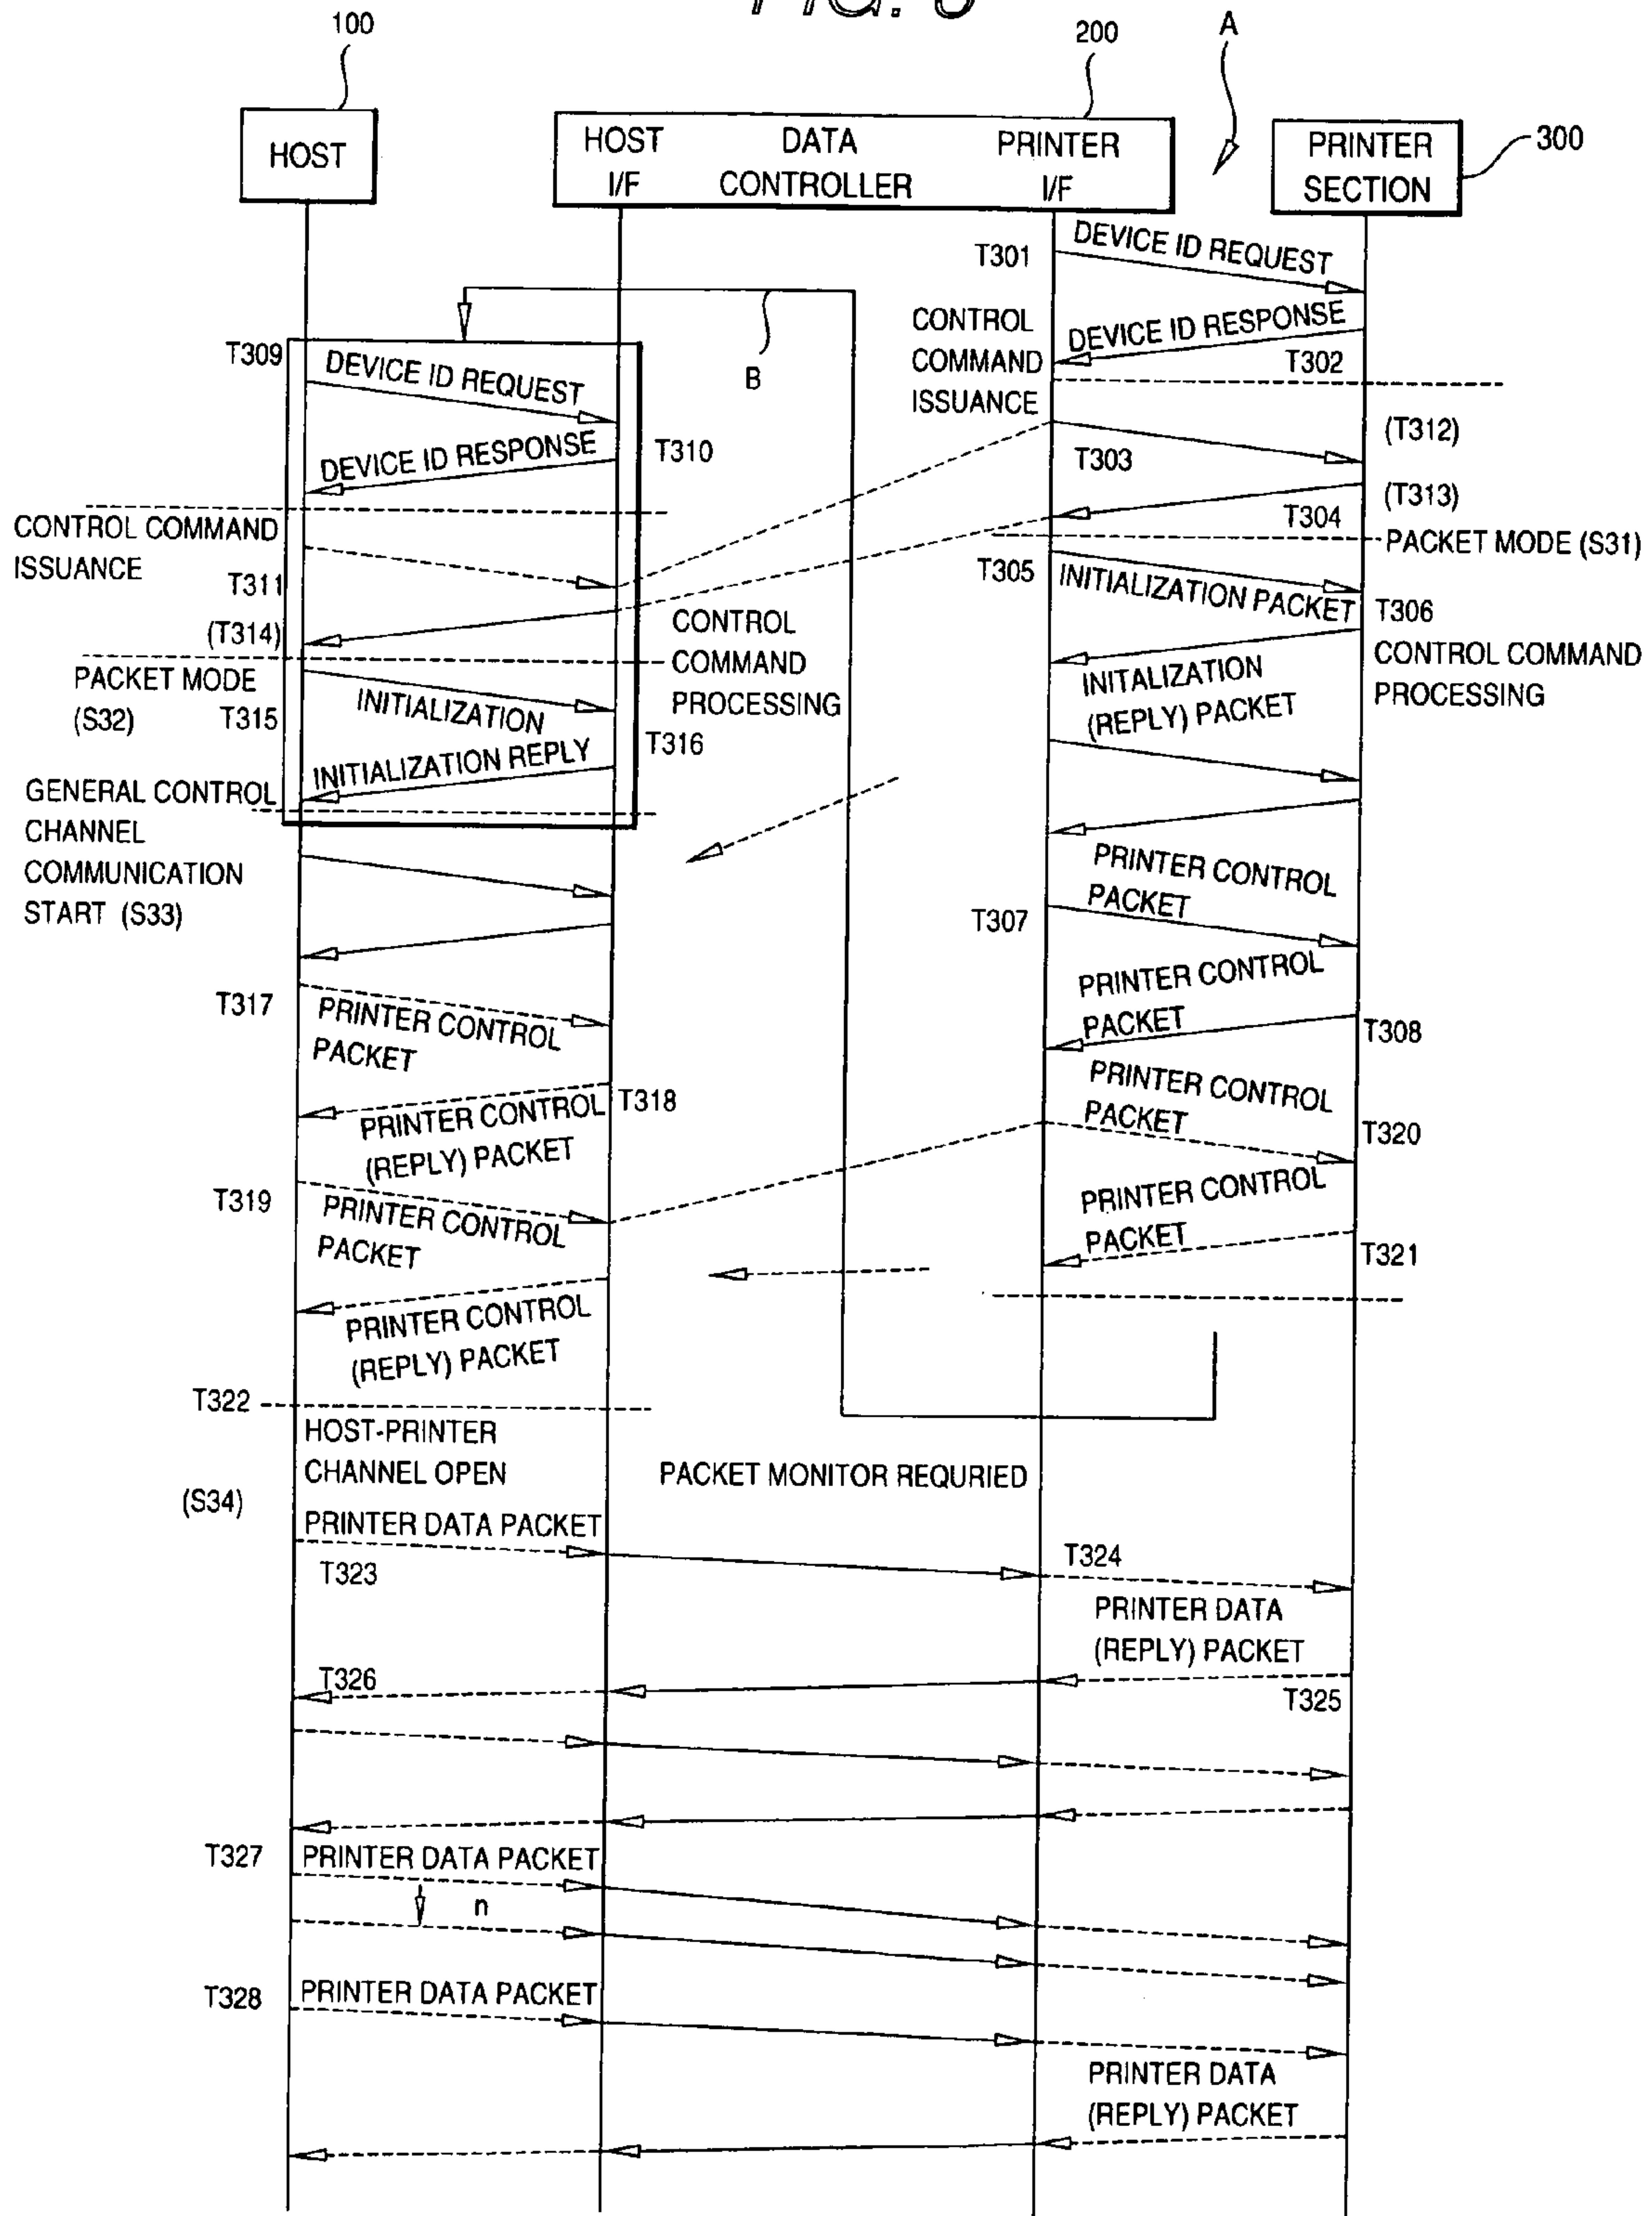 FIG.
100
200
A
HOST
HOST
I/F
DATA
CONTROLLER
PRINTER
I/F
PRINTER
SECTION
300
T301
DEVICE ID REQUEST
CONTROL
COMMAND
ISSUANCE
DEVICE ID RESPONSE
T302
B
T309
DEVICE ID REQUEST
(T312)
T303
DEVICE ID RESPONSE
T310
(T313)
T304
CONTROL COMMAND
ISSUANCE
PACKET MODE (S31)
T311
T305
INITIALIZATION PACKET
T306
(T314)
CONTROL
COMMAND
PROCESSING
CONTROL COMMAND
PROCESSING
PACKET MODE
(S32)
T315
INITIALIZATION
INITALIZATION
(REPLY) PACKET
T316
INITIALIZATION REPLY
GENERAL CONTROL
CHANNEL
COMMUNICATION
START (S33)
PRINTER CONTROL
PACKET
T307
PRINTER CONTROL
PACKET
T308
T317
PRINTER CONTROL
PACKET
T318
PRINTER CONTROL
(REPLY) PACKET
PRINTER CONTROL
PACKET
T320
T319
PRINTER CONTROL
PACKET
PRINTER CONTROL
PACKET
T321
PRINTER CONTROL
(REPLY) PACKET
T322
HOST-PRINTER
CHANNEL OPEN
PACKET MONITOR REQURIED
(S34)
PRINTER DATA PACKET
T323
T324
PRINTER DATA
(REPLY) PACKET
T326
T325
T327
PRINTER DATA PACKET
n
T328
PRINTER DATA PACKET
PRINTER DATA
(REPLY) PACKET